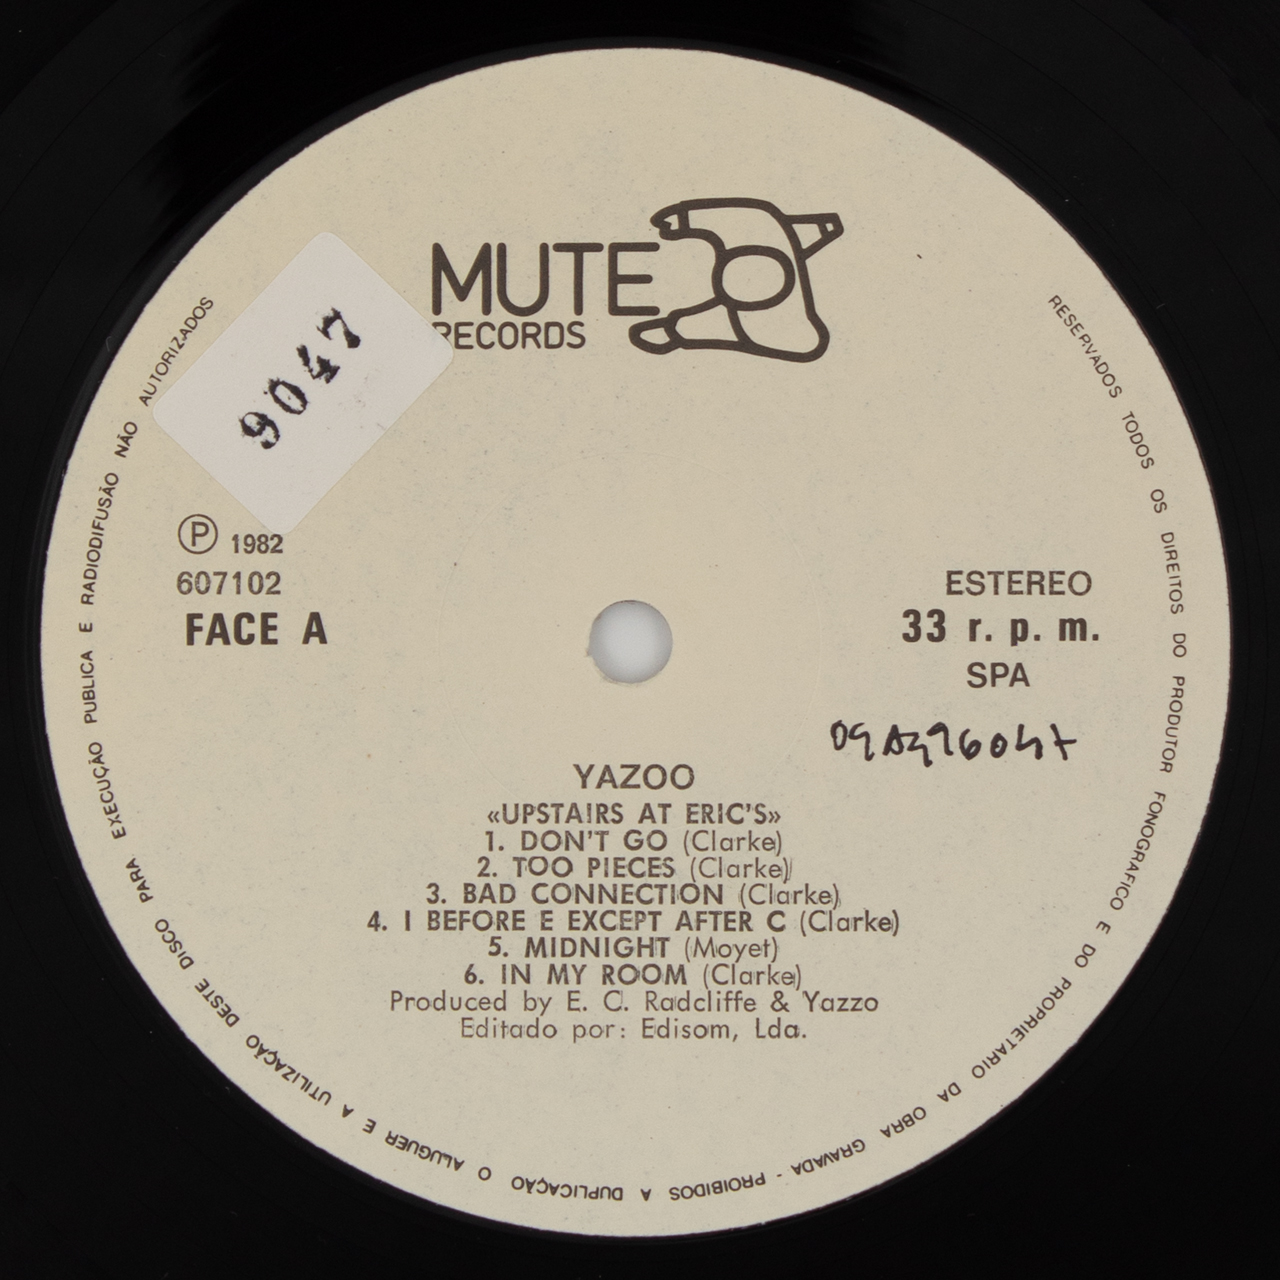 MUTE
RECORDS
9047
Ⓟ 1982
607102
FACE A
ESTEREO
33 r. p. m.
SPA
YAZOO
«UPSTAIRS AT ERIC'S»
1. DON'T GO (Clarke)
2. TOO PIECES (Clarke)
3. BAD CONNECTION (Clarke)
4. I BEFORE E EXCEPT AFTER C (Clarke)
5. MIDNIGHT (Moyet)
6. IN MY ROOM (Clarke)
Produced by E. C. Radcliffe & Yazzo
Editado por: Edisom, Lda.
RESERVADOS TODOS OS DIREITOS DO PRODUTOR FONOGRAFICO E DO PROPRIETARIO DA OBRA GRAVADA - PROIBIDOS A DUPLICAÇÃO O ALUGUER E A UTILIZAÇÃO DESTE DISCO PARA EXECUÇÃO PUBLICA E RADIODIFUSÃO NÃO AUTORIZADOS